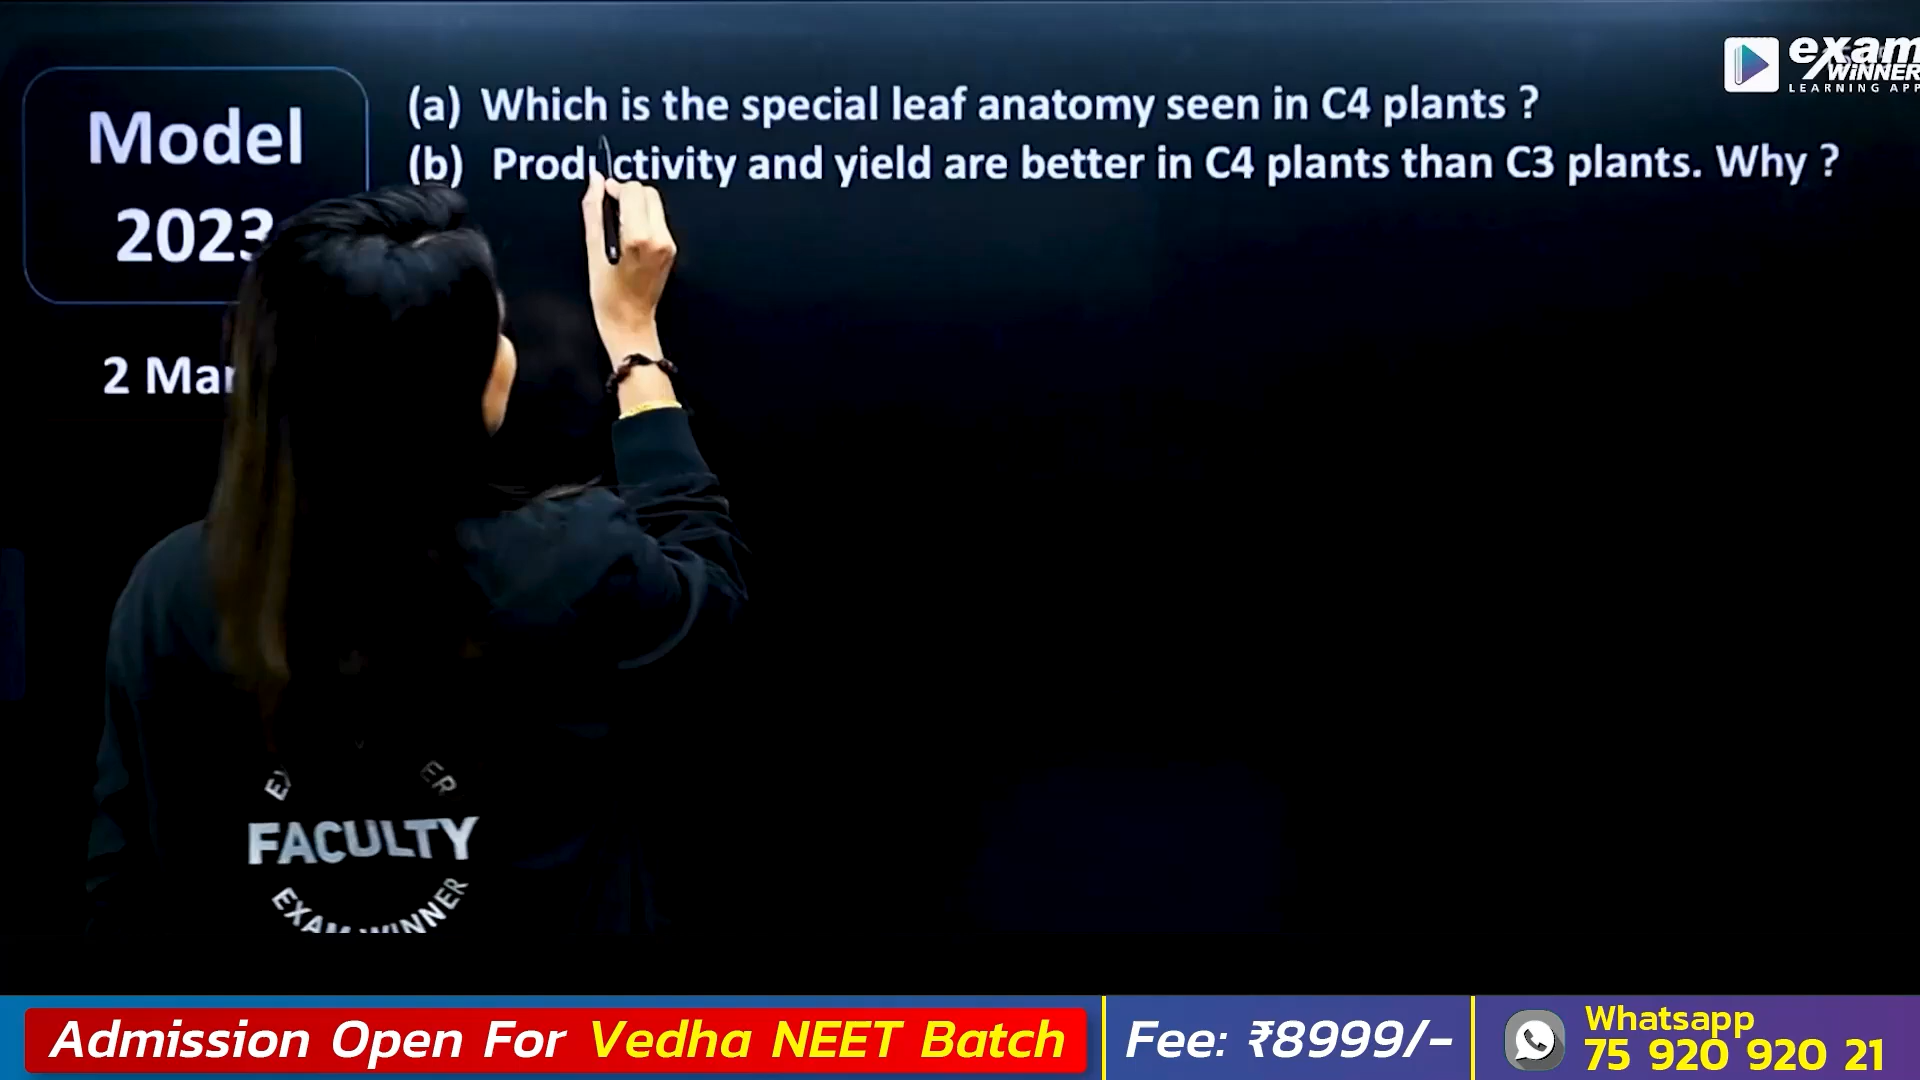 exam
WiNNER
LEARNING APP
Model
2023
(a) Which is the special leaf anatomy seen in C4 plants ?
(b) Productivity and yield are better in C4 plants than C3 plants. Why ?
2 Mar
FACULTY
EXAM WINNER
Admission Open For Vedha NEET Batch
Fee: ₹8999/-
Whatsapp
75 920 920 21